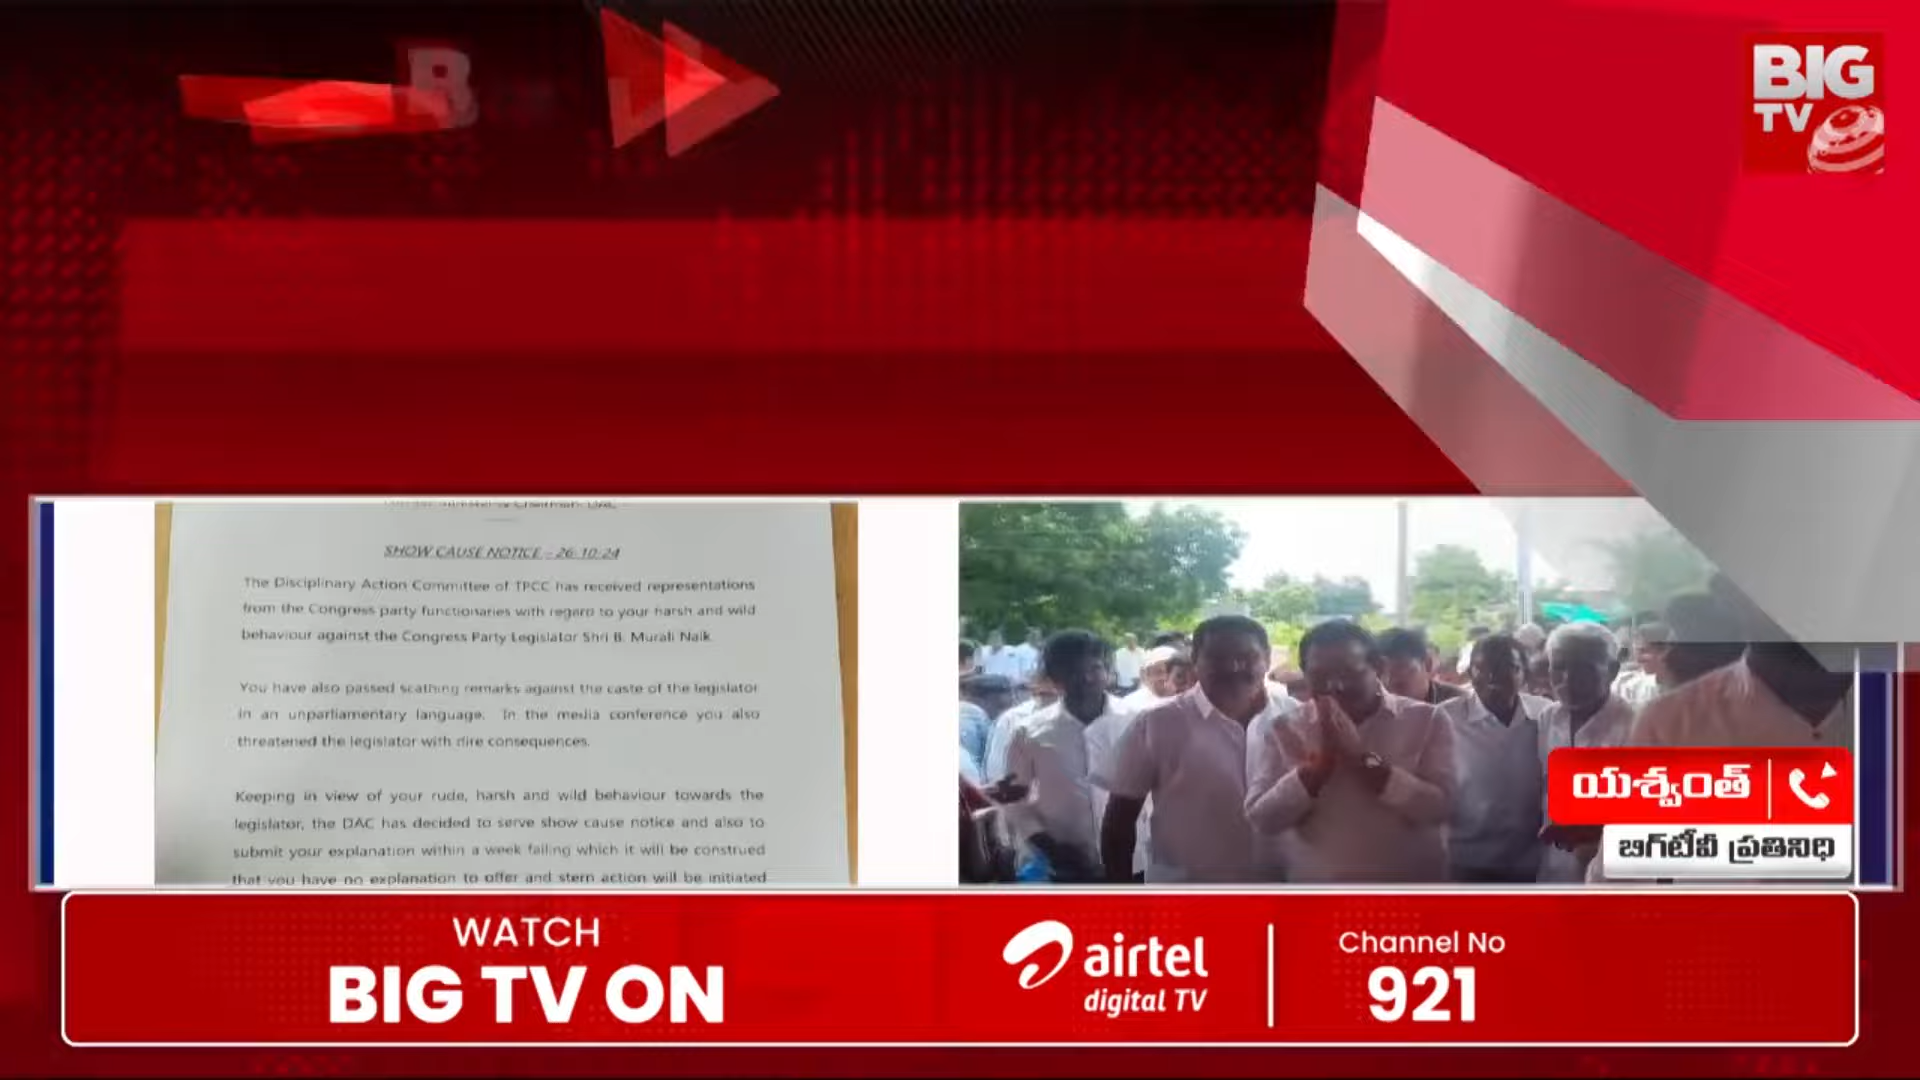 B
BIG
TV
SHOW CAUSE NOTICE - 26-10-24
The Disciplinary Action Committee of TPCC has received representations
from the Congress party functionaries with regard to your harsh and wild
behaviour against the Congress Party Legislator Shri B. Murali Naik.
You have also passed scathing remarks against the caste of the legislator
in an unparliamentary language. In the media conference you also
threatened the legislator with dire consequences.
Keeping in view of your rude, harsh and wild behaviour towards the
legislator, the DAC has decided to serve show cause notice and also to
submit your explanation within a week failing which it will be construed
that you have no explanation to offer and stern action will be initiated
యశ్వంత్
బిగ్‌టీవీ ప్రతినిధి
WATCH
BIG TV ON
airtel
digital TV
Channel No
921